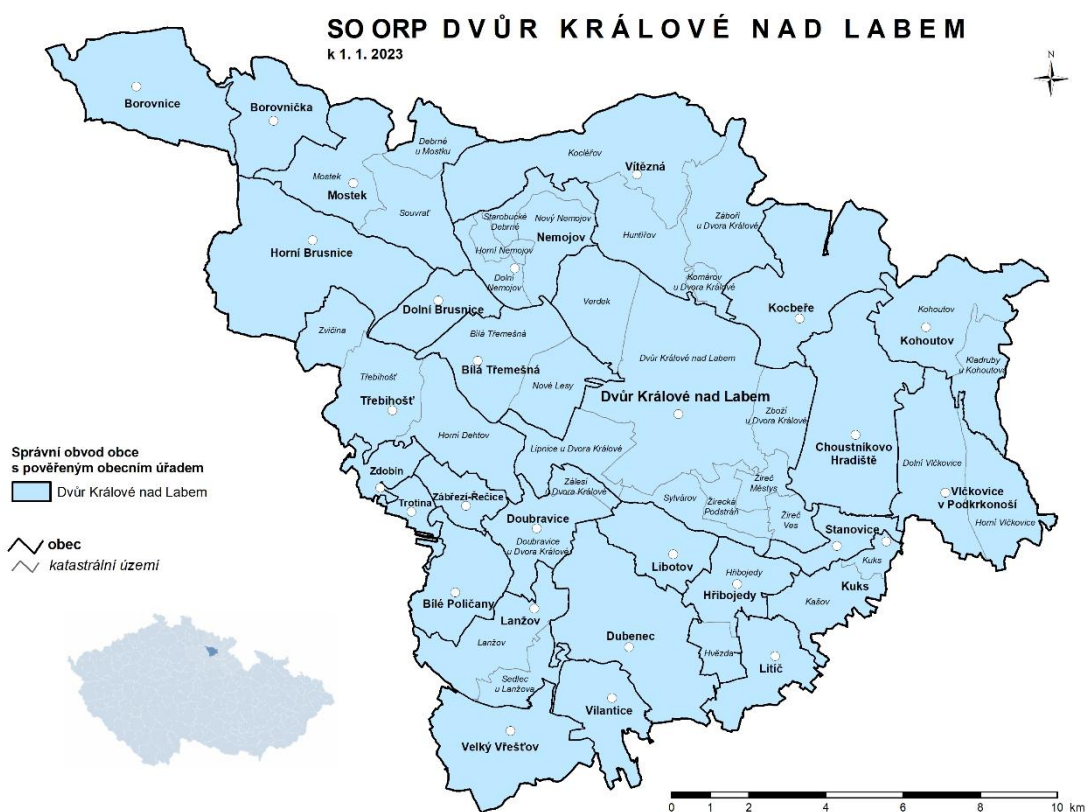 SO ORP DVŮR KRÁLOVÉ NAD LABEM
k 1. 1. 2023
N
Borovnice
Borovnička
Debrné
u Mostku
Kocléřov
Vítězná
Mostek
Mostek
Souvrať
Starobucké
Debrné
Nový Nemojov
Nemojov
Huntířov
Záboří
u Dvora Králové
Horní Brusnice
Horní Nemojov
Dolní
Nemojov
Komárov
u Dvora Králové
Dolní Brusnice
Verdek
Kocbeře
Kohoutov
Kohoutov
Zvičina
Bílá Třemešná
Bílá Třemešná
Dvůr Králové nad Labem
Kladruby
u Kohoutova
Třebihošť
Třebihošť
Nové Lesy
Dvůr Králové nad Labem
Zboží
u Dvora Králové
Horní Dehtov
Lipnice u Dvora Králové
Choustníkovo
Hradiště
Dolní Vlčkovice
Zdobín
Zálesí
u Dvora Králové
Žireč
Městys
Vlčkovice
v Podkrkonoší
Trotina
Zábřezí-Řečice
Sylvárov
Žirecká
Podstráň
Žireč
Ves
Horní Vlčkovice
Doubravice
Doubravice
u Dvora Králové
Stanovice
Libotov
Kuks
Kuks
Hřibojedy
Hřibojedy
Bílé Poličany
Lanžov
Kašov
Lanžov
Dubenec
Hvězda
Litíč
Sedlec
u Lanžova
Vilantice
Velký Vřešťov
Správní obvod obce
s pověřeným obecním úřadem
Dvůr Králové nad Labem
obec
katastrální území
0 1 2 4 6 8 10 km